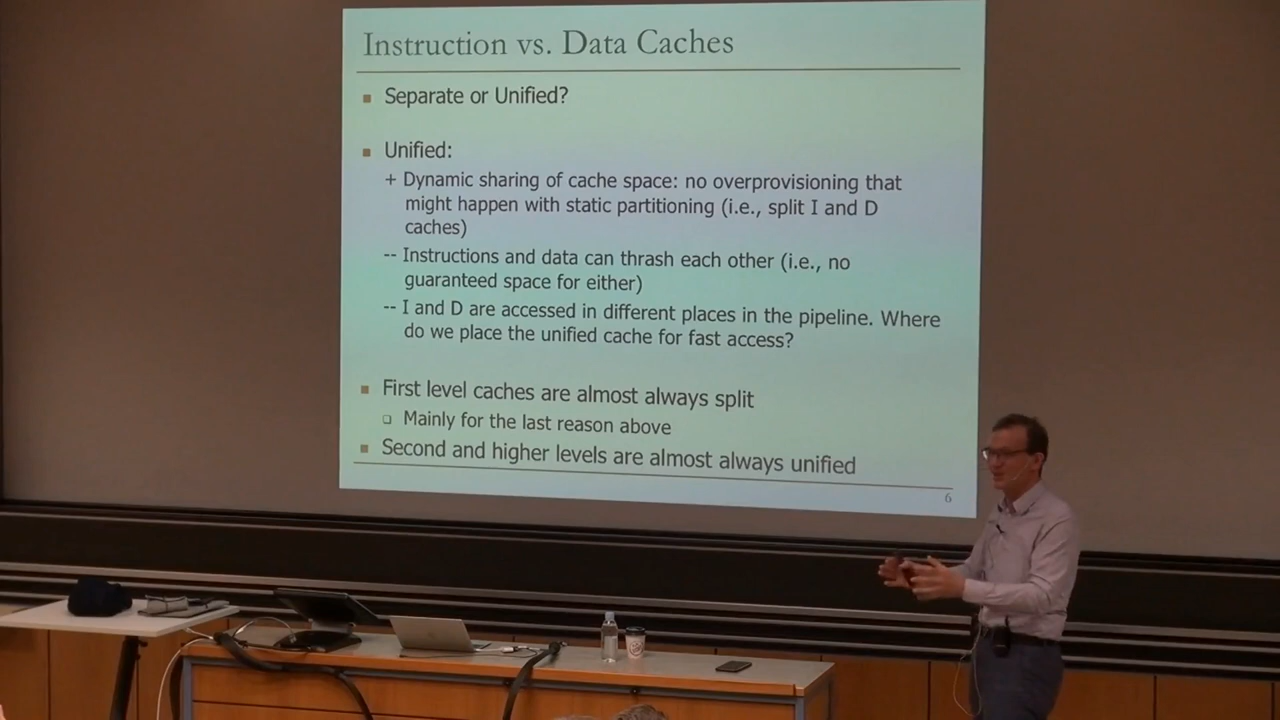 Instruction vs. Data Caches
■ Separate or Unified?
■ Unified:
+ Dynamic sharing of cache space: no overprovisioning that
might happen with static partitioning (i.e., split I and D
caches)
-- Instructions and data can thrash each other (i.e., no
guaranteed space for either)
-- I and D are accessed in different places in the pipeline. Where
do we place the unified cache for fast access?
■ First level caches are almost always split
❑ Mainly for the last reason above
■ Second and higher levels are almost always unified
6